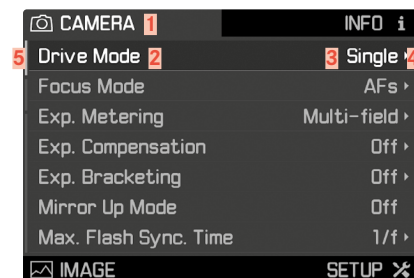 CAMERA 1 INFO i
5 Drive Mode 2 3 Single 4
Focus Mode AFs
Exp. Metering Multi-field
Exp. Compensation Off
Exp. Bracketing Off
Mirror Up Mode Off
Max. Flash Sync. Time 1/f
IMAGE SETUP